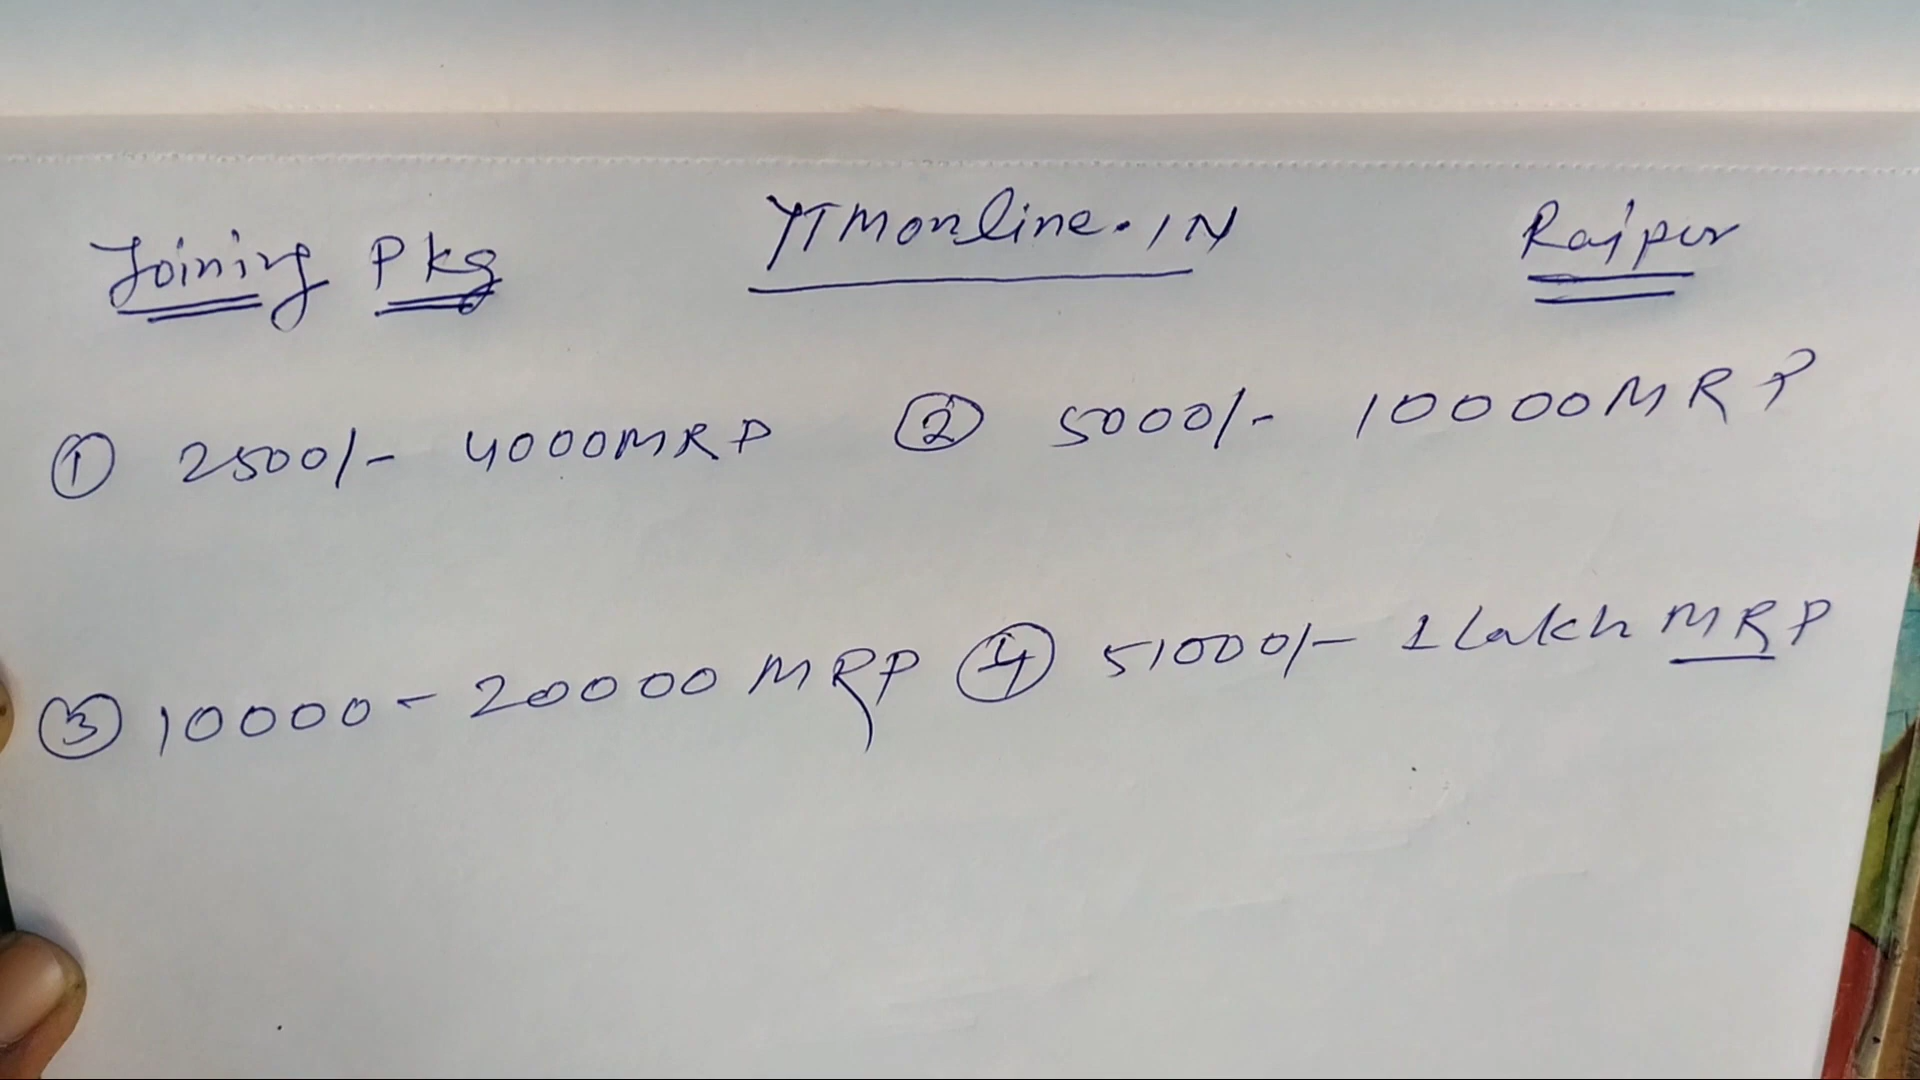 Joining Pkg YTMonline.IN Raipur
① 2500/- 4000MRP ② 5000/- 10000MRP
③ 10000 - 20000 MRP ④ 51000/- 1 Lakh MRP